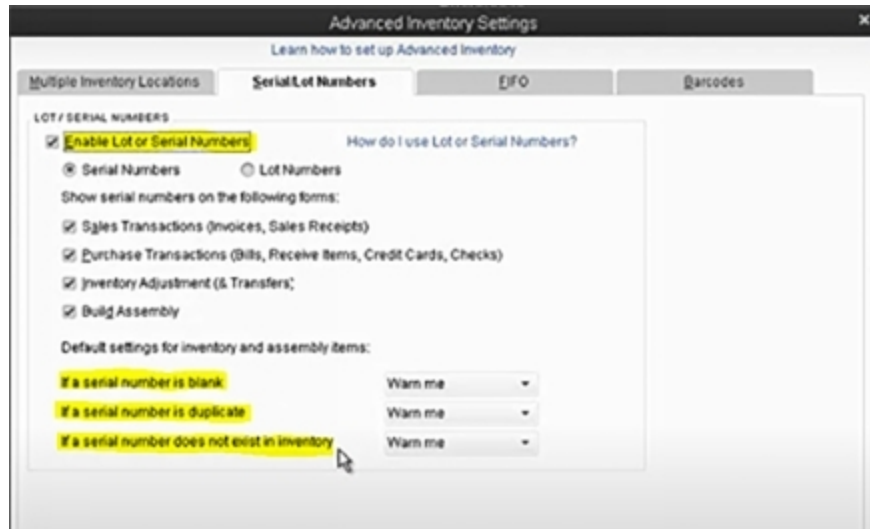 Advanced Inventory Settings
Learn how to set up Advanced Inventory
Multiple Inventory Locations Serial/Lot Numbers FIFO Barcodes
LOT / SERIAL NUMBERS
Enable Lot or Serial Numbers How do I use Lot or Serial Numbers?
Serial Numbers Lot Numbers
Show serial numbers on the following forms:
Sales Transactions (Invoices, Sales Receipts)
Purchase Transactions (Bills, Receive Items, Credit Cards, Checks)
Inventory Adjustment (& Transfers)
Build Assembly
Default settings for inventory and assembly items:
If a serial number is blank Warn me
If a serial number is duplicate Warn me
If a serial number does not exist in inventory Warn me